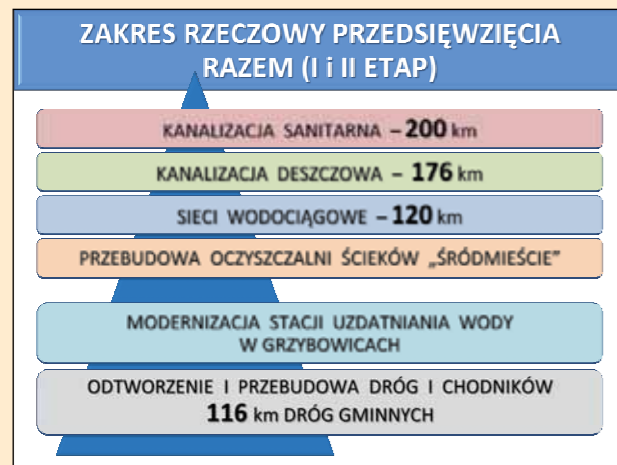 ZAKRES RZECZOWY PRZEDSIĘWZIĘCIA
RAZEM (I i II ETAP)
KANALIZACJA SANITARNA – 200 km
KANALIZACJA DESZCZOWA – 176 km
SIECI WODOCIĄGOWE – 120 km
PRZEBUDOWA OCZYSZCZALNI ŚCIEKÓW „ŚRÓDMIEŚCIE”
MODERNIZACJA STACJI UZDATNIANIA WODY
W GRZYBOWICACH
ODTWORZENIE I PRZEBUDOWA DRÓG I CHODNIKÓW
116 km DRÓG GMINNYCH